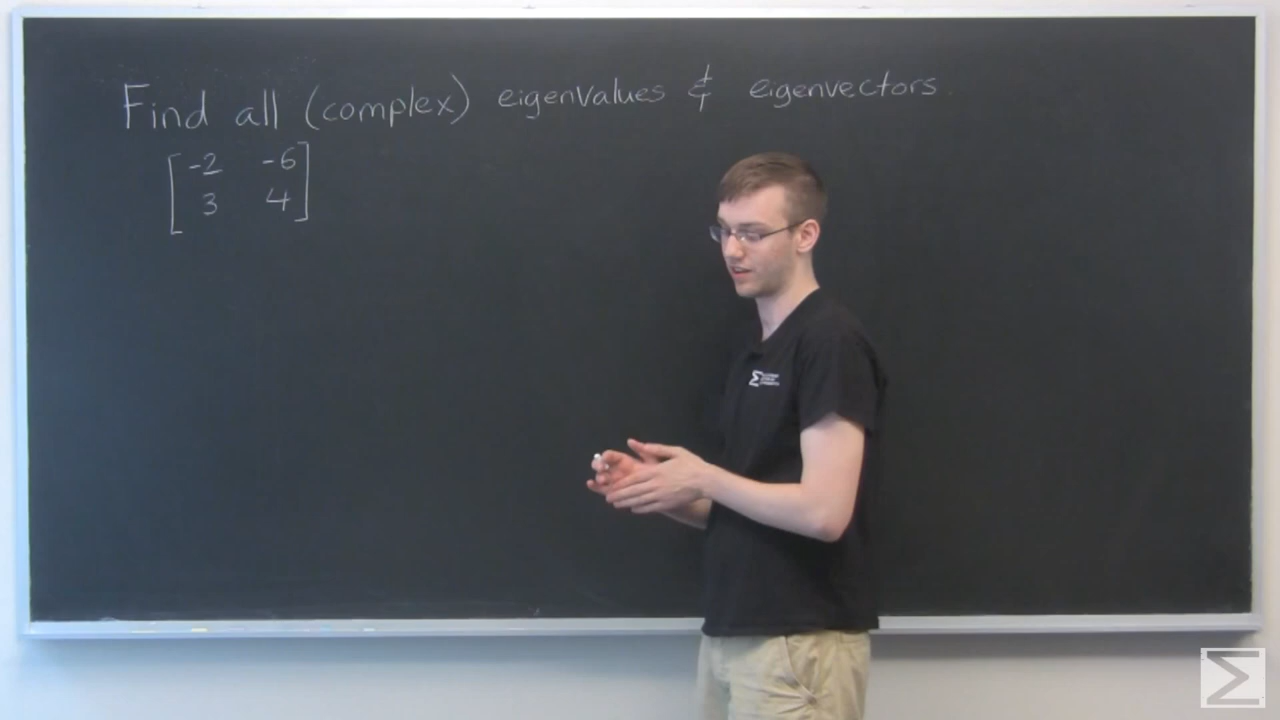 Find all (complex) eigenvalues & eigenvectors.
[-2 -6]
[3 4]
Σ
Σ